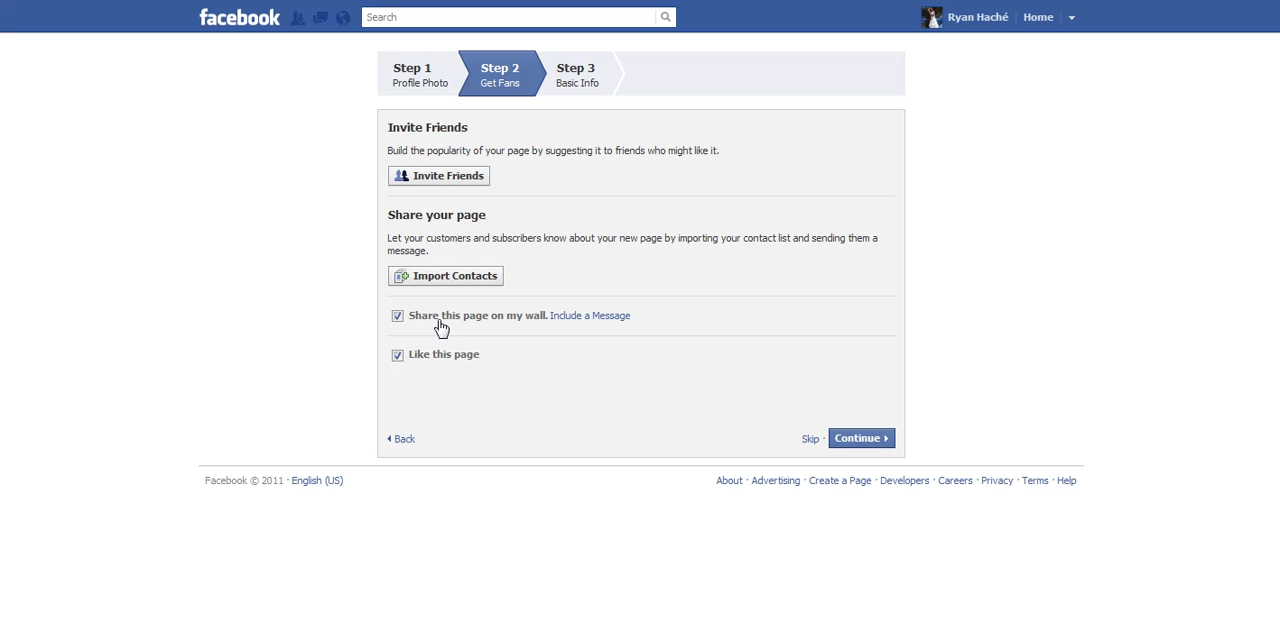 facebook Search Ryan Haché Home
Step 1 Step 2 Step 3
Profile Photo Get Fans Basic Info
Invite Friends
Build the popularity of your page by suggesting it to friends who might like it.
Invite Friends
Share your page
Let your customers and subscribers know about your new page by importing your contact list and sending them a
message.
Import Contacts
Share this page on my wall. Include a Message
Like this page
Back Skip · Continue
Facebook © 2011 · English (US) About · Advertising · Create a Page · Developers · Careers · Privacy · Terms · Help